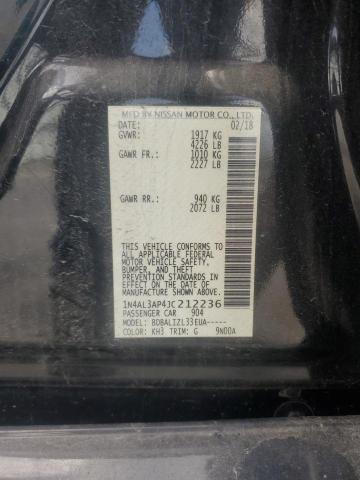 MFD BY NISSAN MOTOR CO., LTD.
DATE: 02/18
GVWR: 1917 KG
4226 LB
GAWR FR: 1010 KG
2227 LB
GAWR RR: 940 KG
2072 LB
THIS VEHICLE CONFORMS TO
ALL APPLICABLE FEDERAL
MOTOR VEHICLE SAFETY,
BUMPER, AND THEFT
PREVENTION STANDARDS IN
EFFECT ON THE DATE OF
MANUFACTURE SHOWN ABOVE.
1N4AL3AP4JC212236
PASSENGER CAR 904
MODEL: BDBALIZL33EUA-----
COLOR: KH3 TRIM: G 9N00A